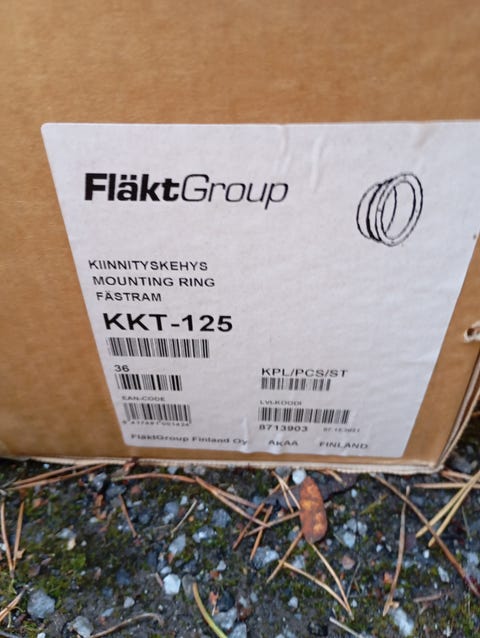 FläktGroup
KIINNITYSKEHYS
MOUNTING RING
FÄSTRAM
KKT-125
36 KPL/PCS/ST
EAN-CODE LVI-KOODI
8713903
FläktGroup Finland Oy AKAA FINLAND